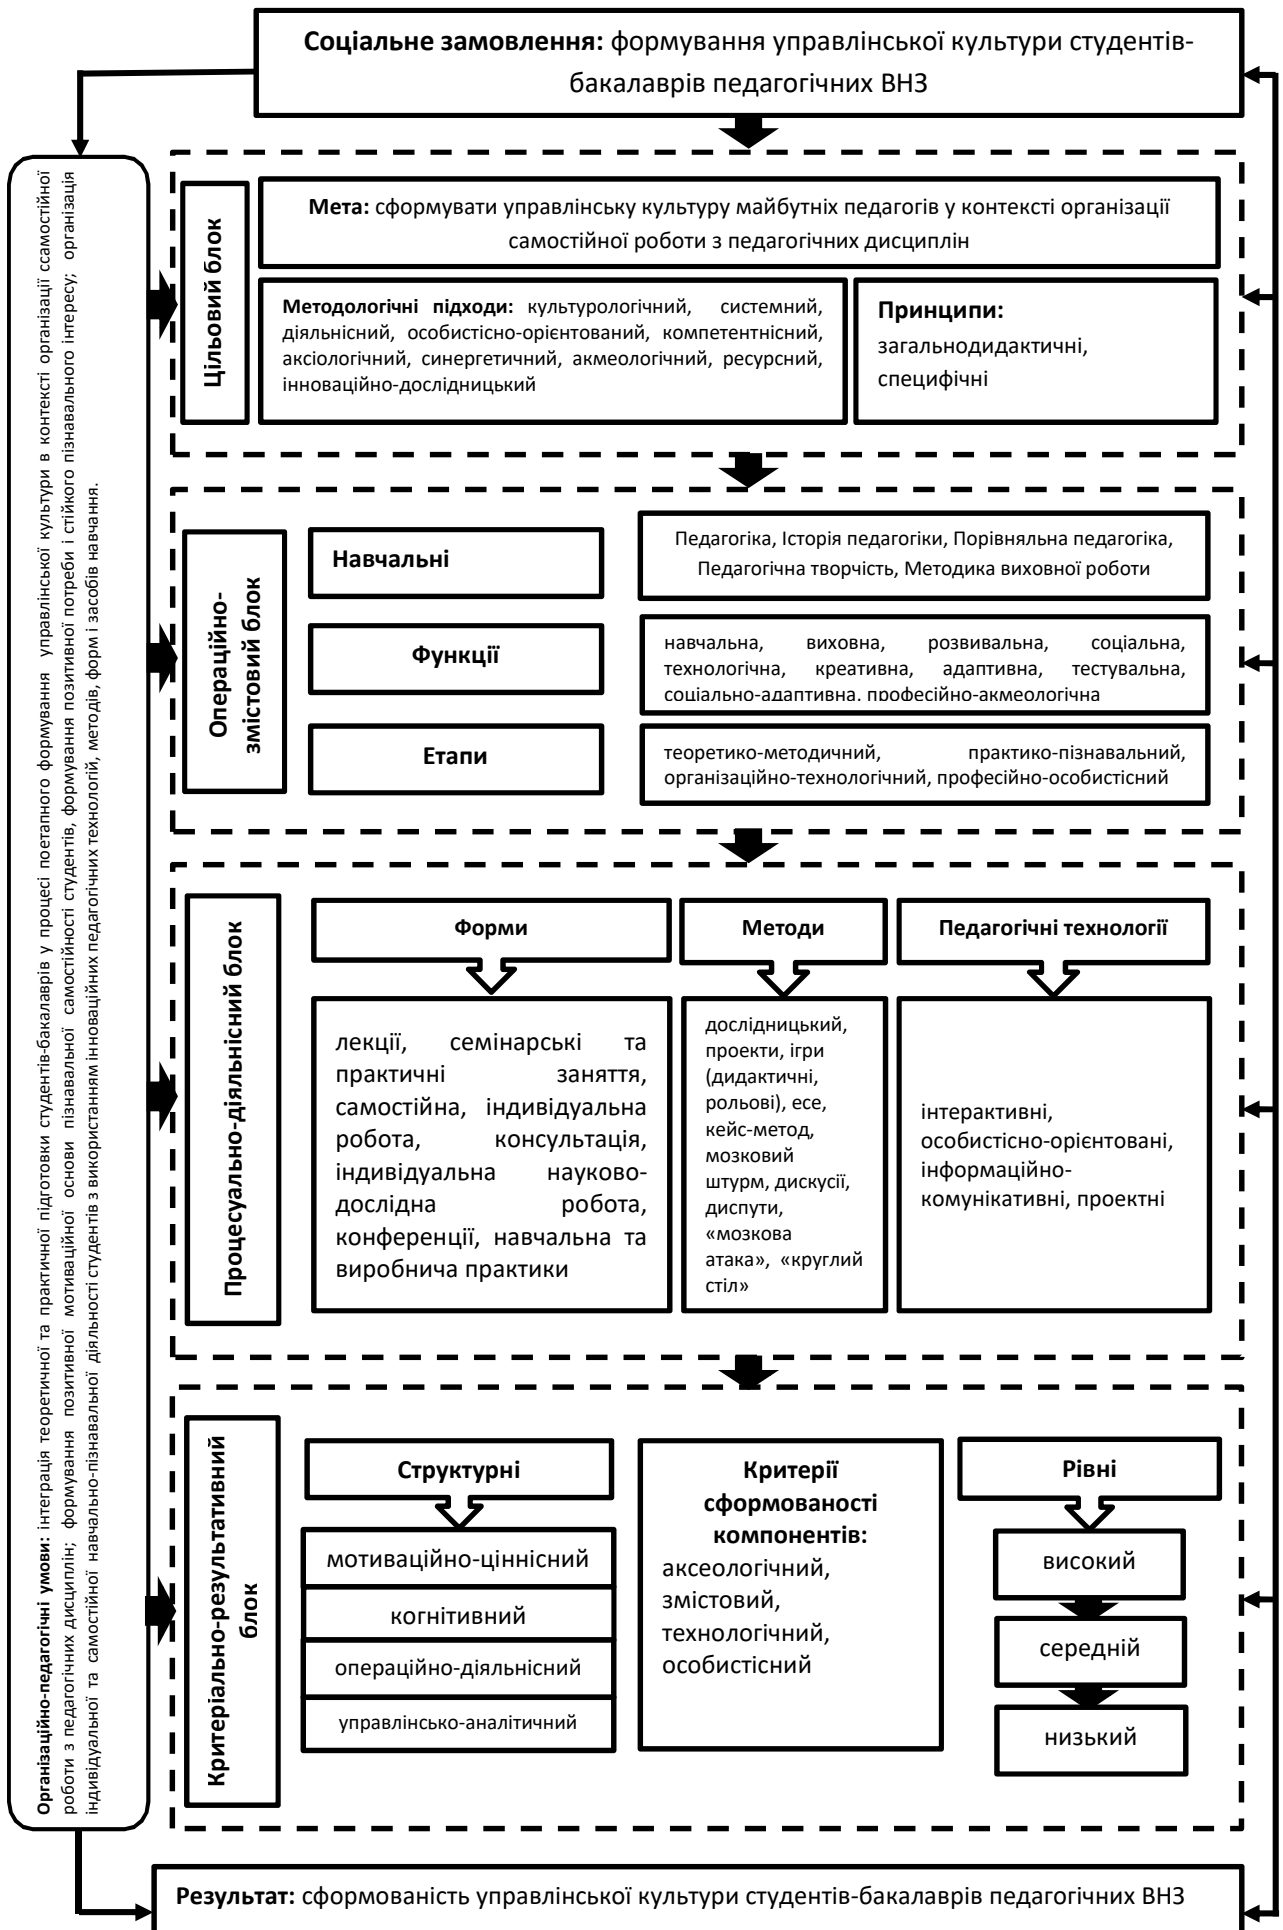 Соціальне замовлення: формування управлінської культури студентів-
бакалаврів педагогічних ВНЗ
Організаційно-педагогічні умови: інтеграція теоретичної та практичної підготовки студентів-бакалаврів у процесі поетапного формування управлінської культури в контексті організації ссамостійної
роботи з педагогічних дисциплін; формування позитивної мотиваційної основи пізнавальної самостійності студентів, формування позитивної потреби і стійкого пізнавального інтересу; організація
індивідуальної та самостійної навчально-пізнавальної діяльності студентів з використанням інноваційних педагогічних технологій, методів, форм і засобів навчання.
Цільовий блок
Мета: сформувати управлінську культуру майбутніх педагогів у контексті організації
самостійної роботи з педагогічних дисциплін
Методологічні підходи: культурологічний, системний,
діяльнісний, особистісно-орієнтований, компетентнісний,
аксіологічний, синергетичний, акмеологічний, ресурсний,
інноваційно-дослідницький
Принципи:
загальнодидактичні,
специфічні
Операційно-
змістовий блок
Навчальні
Педагогіка, Історія педагогіки, Порівняльна педагогіка,
Педагогічна творчість, Методика виховної роботи
Функції
навчальна, виховна, розвивальна, соціальна,
технологічна, креативна, адаптивна, тестувальна,
соціально-адаптивна, професійно-акмеологічна
Етапи
теоретико-методичний, практико-пізнавальний,
організаційно-технологічний, професійно-особистісний
Процесуально-діяльнісний блок
Форми
лекції, семінарські та
практичні заняття,
самостійна, індивідуальна
робота, консультація,
індивідуальна науково-
дослідна робота,
конференції, навчальна та
виробнича практики
Методи
дослідницький,
проекти, ігри
(дидактичні,
рольові), есе,
кейс-метод,
мозковий
штурм, дискусії,
диспути,
«мозкова
атака», «круглий
стіл»
Педагогічні технології
інтерактивні,
особистісно-орієнтовані,
інформаційно-
комунікативні, проектні
Критеріально-результативний
блок
Структурні
мотиваційно-ціннісний
когнітивний
операційно-діяльнісний
управлінсько-аналітичний
Критерії
сформованості
компонентів:
аксеологічний,
змістовий,
технологічний,
особистісний
Рівні
високий
середній
низький
Результат: сформованість управлінської культури студентів-бакалаврів педагогічних ВНЗ